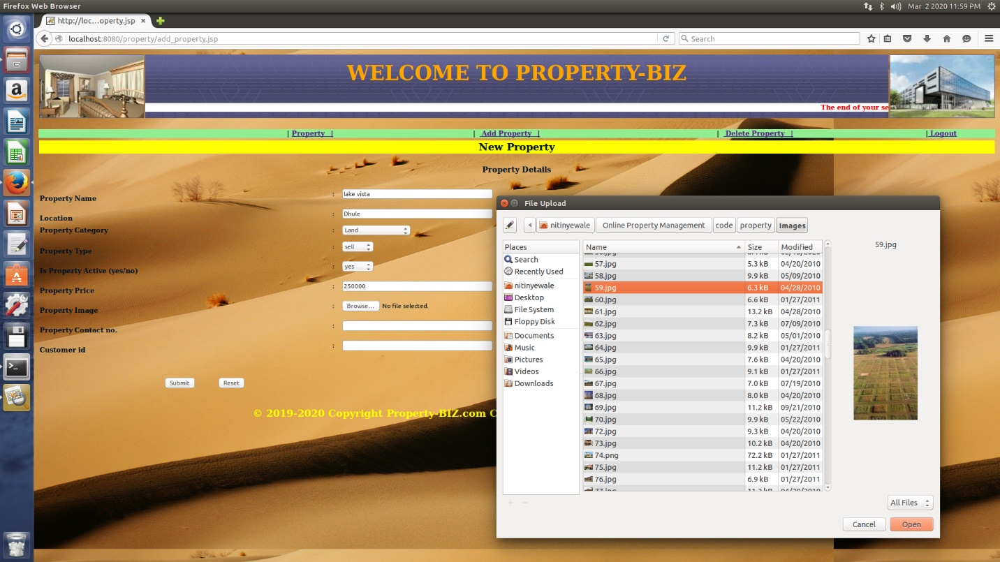 Firefox Web Browser
Mar 2 2020 11:59 PM
http://loc...operty.jsp
localhost:8080/property/add_property.jsp
Search
WELCOME TO PROPERTY-BIZ
The end of your se
| Property |
| Add Property |
| Delete Property |
| Logout
New Property
Property Details
Property Name : lake vista
Location : Dhule
Property Category : Land
Property Type : sell
Is Property Active (yes/no) : yes
Property Price : 250000
Property Image : Browse... No file selected.
Property Contact no. :
Customer id :
Submit Reset
© 2019-2020 Copyright Property-BIZ.com C
File Upload
nitinyewale Online Property Management code property Images
Places
Search
Recently Used
nitinyewale
Desktop
File System
Floppy Disk
Documents
Music
Pictures
Videos
Downloads
Name Size Modified
57.jpg 5.3 kB 04/20/2010
58.jpg 9.9 kB 05/09/2010
59.jpg 6.3 kB 04/28/2010
60.jpg 6.6 kB 01/27/2011
61.jpg 13.2 kB 04/28/2010
62.jpg 7.3 kB 07/09/2010
63.jpg 8.2 kB 05/01/2010
64.jpg 9.9 kB 01/27/2011
65.jpg 7.6 kB 04/20/2010
66.jpg 9.1 kB 01/27/2011
67.jpg 7.0 kB 07/19/2010
68.jpg 8.0 kB 04/20/2010
69.jpg 11.2 kB 09/21/2010
70.jpg 9.9 kB 05/22/2010
72.jpg 9.3 kB 04/20/2010
73.jpg 10.2 kB 04/20/2010
74.png 72.2 kB 01/27/2011
75.jpg 11.2 kB 01/27/2011
76.jpg 6.9 kB 01/27/2011
59.jpg
All Files
Cancel Open